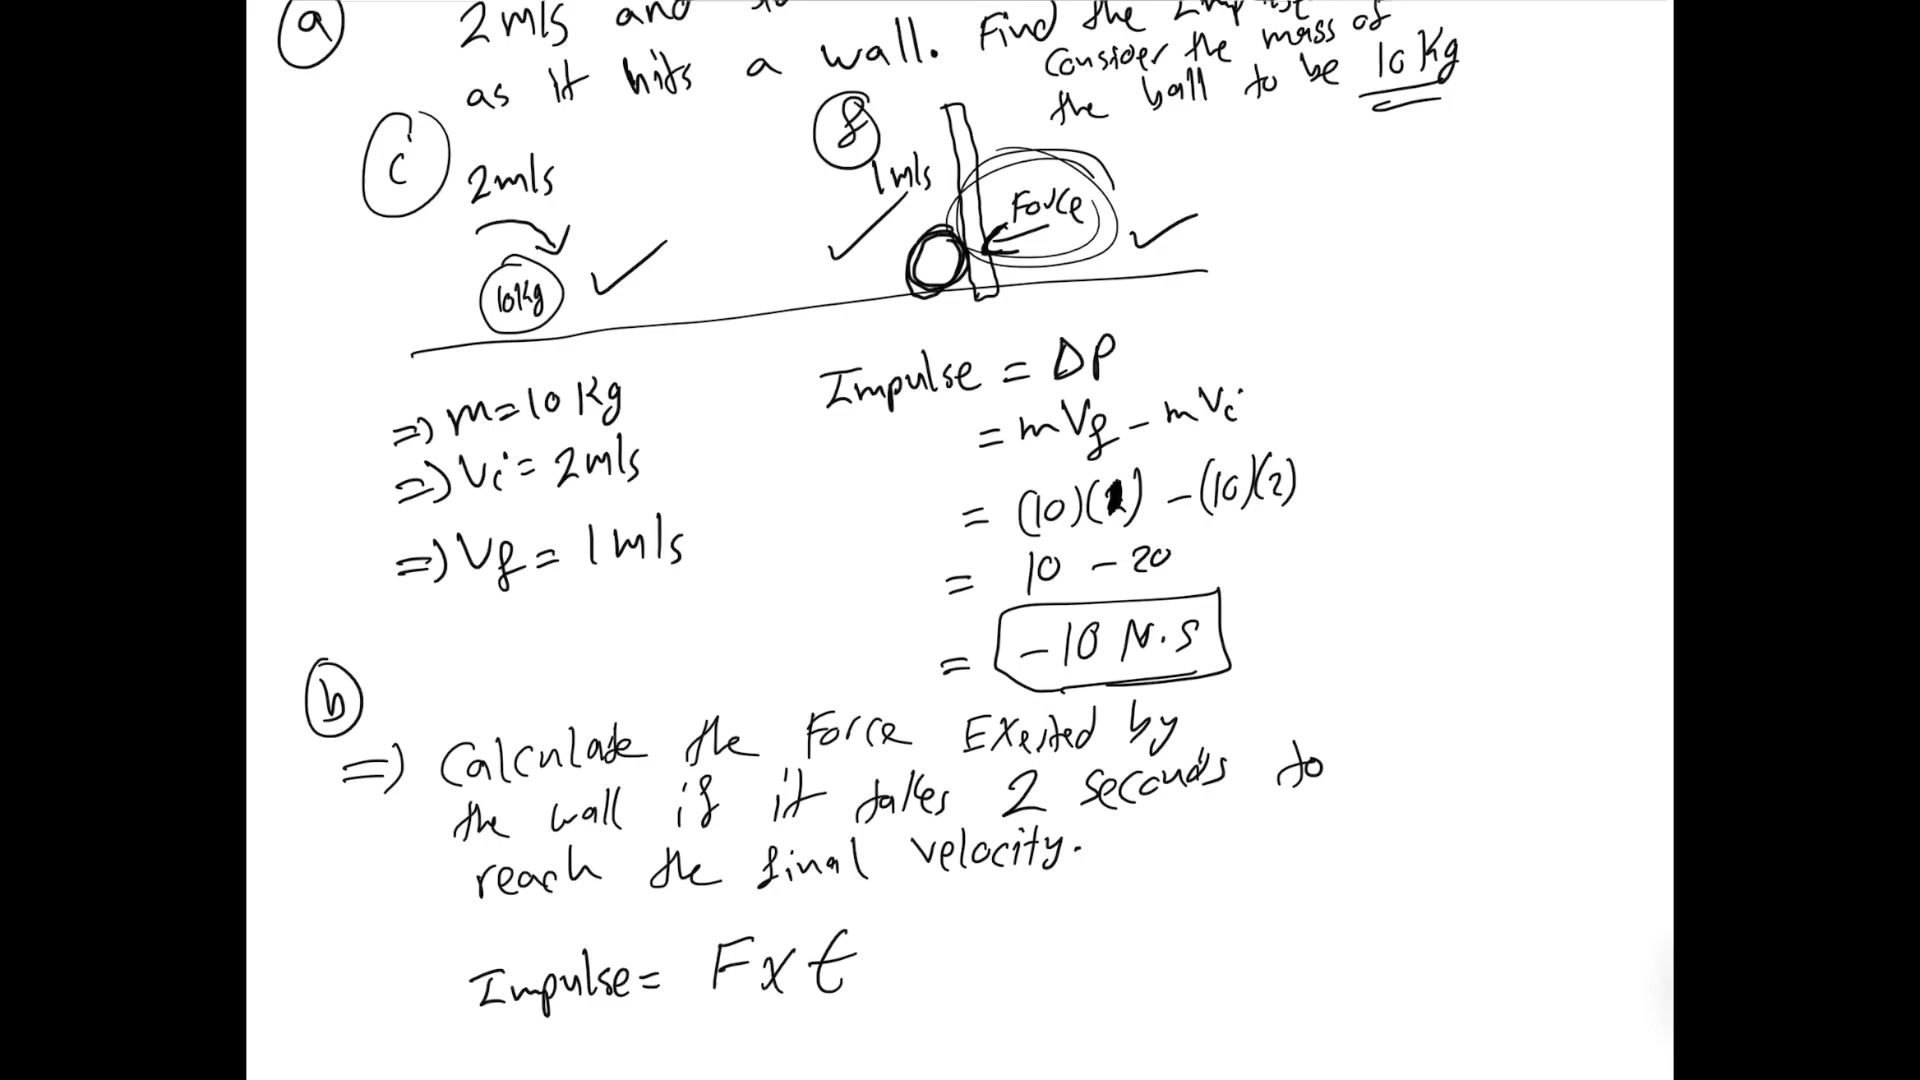 a
2m/s and
as it hits a wall. Find the
Consider the mass of
the ball to be 10 Kg
i
2m/s
f
1m/s
Force
10Kg
Impulse = ΔP
=> m=10 Kg
= mVf - mVi
=> Vi = 2m/s
= (10)(1) - (10)(2)
=> Vf = 1m/s
= 10 - 20
= -10 N.S
b
=> Calculate the Force Exerted by
the wall if it takes 2 seconds to
reach the final velocity.
Impulse = F x t